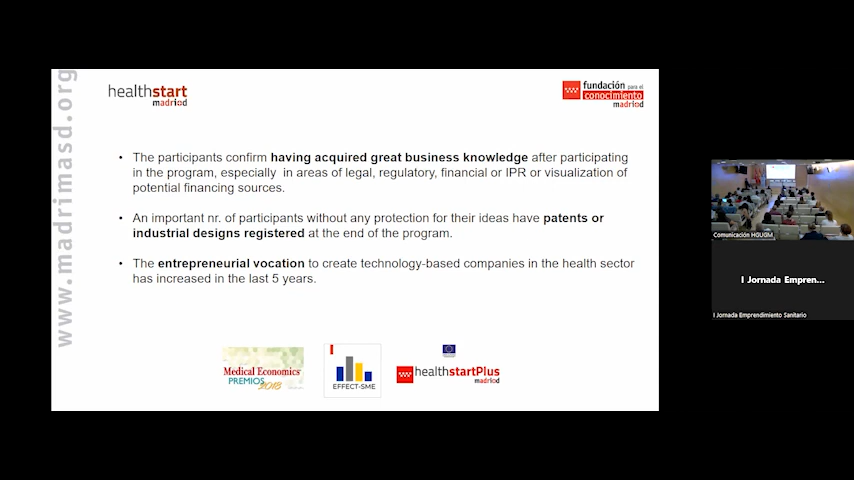 www.madrimasd.org
healthstart
madrid
fundación para el
conocimiento
madrid
• The participants confirm having acquired great business knowledge after participating
in the program, especially in areas of legal, regulatory, financial or IPR or visualization of
potential financing sources.
• An important nr. of participants without any protection for their ideas have patents or
industrial designs registered at the end of the program.
• The entrepreneurial vocation to create technology-based companies in the health sector
has increased in the last 5 years.
Medical Economics
PREMIOS
2018
EFFECT-SME
healthstartPlus
madrid
Comunicación HGUGM
I Jornada Empren...
I Jornada Emprendimiento Sanitario